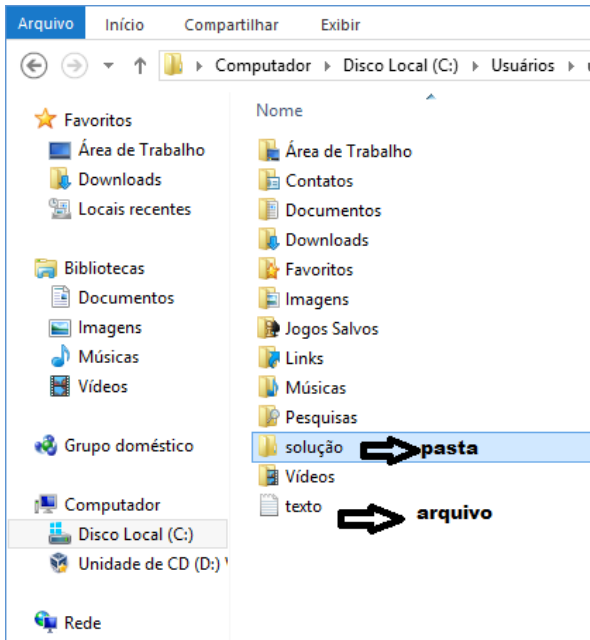 Arquivo Início Compartilhar Exibir
Computador Disco Local (C:) Usuários
Favoritos
Área de Trabalho
Downloads
Locais recentes
Bibliotecas
Documentos
Imagens
Músicas
Vídeos
Grupo doméstico
Computador
Disco Local (C:)
Unidade de CD (D:)
Rede
Nome
Área de Trabalho
Contatos
Documentos
Downloads
Favoritos
Imagens
Jogos Salvos
Links
Músicas
Pesquisas
solução pasta
Vídeos
texto arquivo